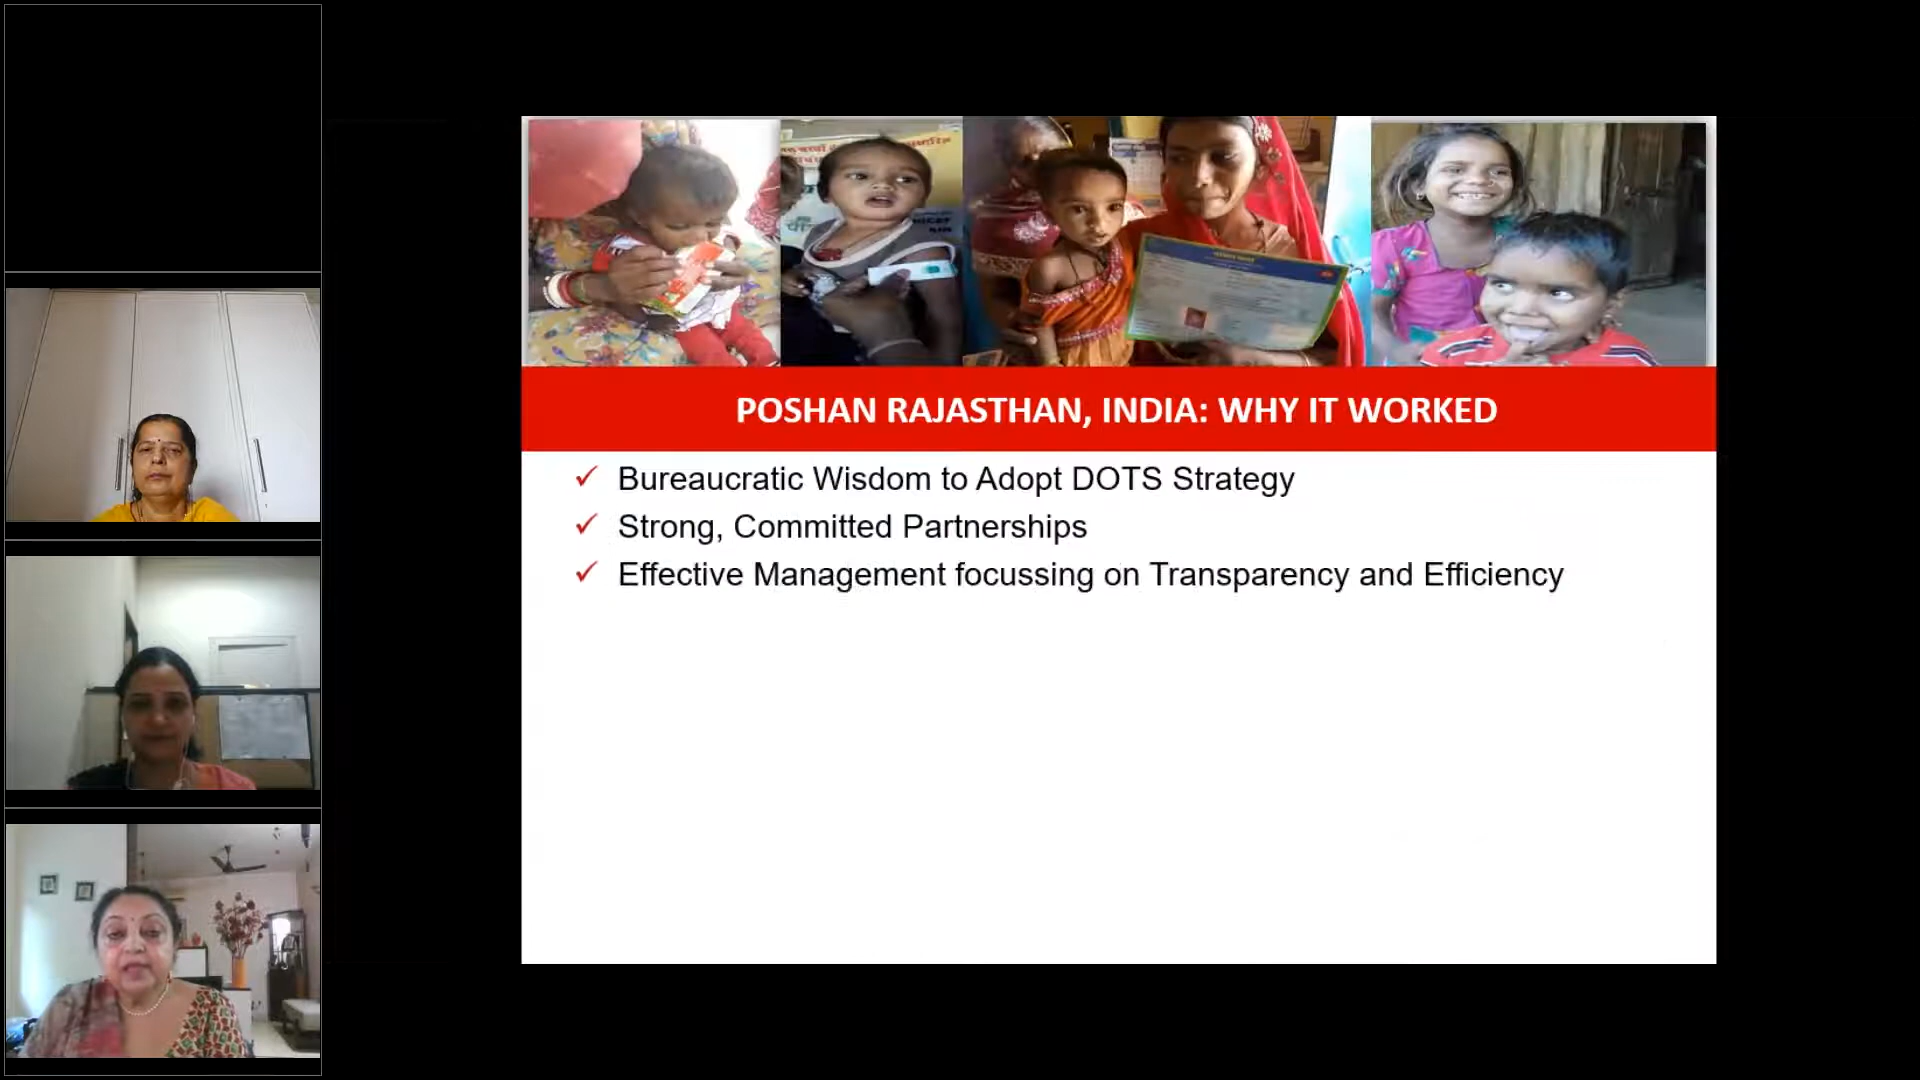 POSHAN RAJASTHAN, INDIA: WHY IT WORKED
✓ Bureaucratic Wisdom to Adopt DOTS Strategy
✓ Strong, Committed Partnerships
✓ Effective Management focussing on Transparency and Efficiency